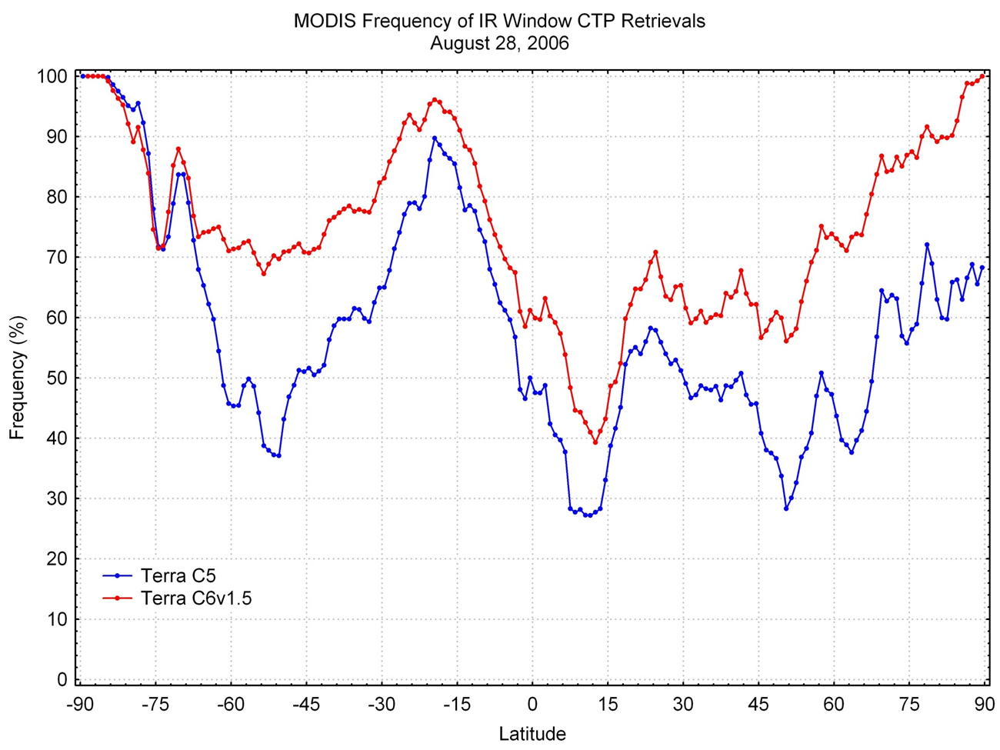 MODIS Frequency of IR Window CTP Retrievals
August 28, 2006
100
90
80
70
60
50
40
30
20
10
0
Frequency (%)
Terra C5
Terra C6v1.5
-90 -75 -60 -45 -30 -15 0 15 30 45 60 75 90
Latitude